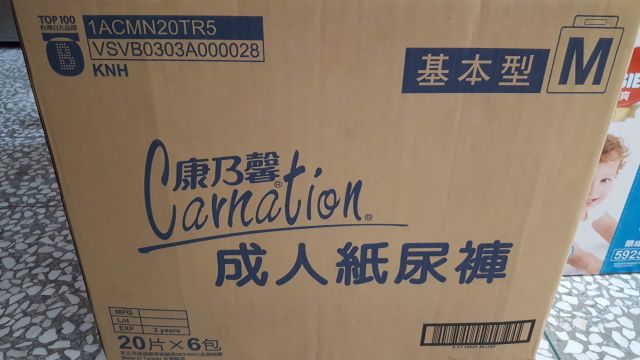 TOP 100
1ACMN20TR5
VSVB0303A000028
KNH
基本型 M
康乃馨
Carnation
成人紙尿褲
MFG
Lot
EXP 3 years
20片×6包
5925